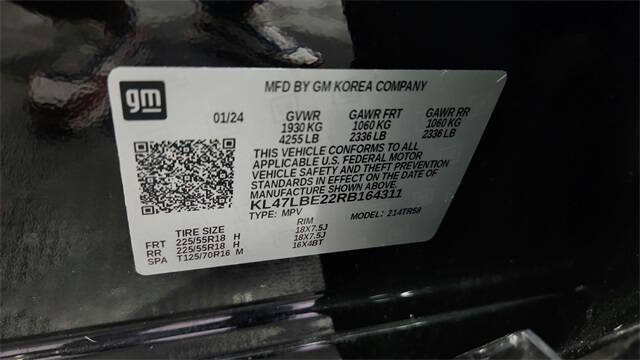 gm
MFD BY GM KOREA COMPANY
01/24 GVWR GAWR FRT GAWR RR
1930 KG 1060 KG 1060 KG
4255 LB 2336 LB 2336 LB
THIS VEHICLE CONFORMS TO ALL
APPLICABLE U.S. FEDERAL MOTOR
VEHICLE SAFETY AND THEFT PREVENTION
STANDARDS IN EFFECT ON THE DATE OF
MANUFACTURE SHOWN ABOVE.
KL47LBE22RB164311
TYPE: MPV MODEL: 214TR58
TIRE SIZE RIM
FRT 225/55R18 H 18X7.5J
RR 225/55R18 H 18X7.5J
SPA T125/70R16 M 16X4BT